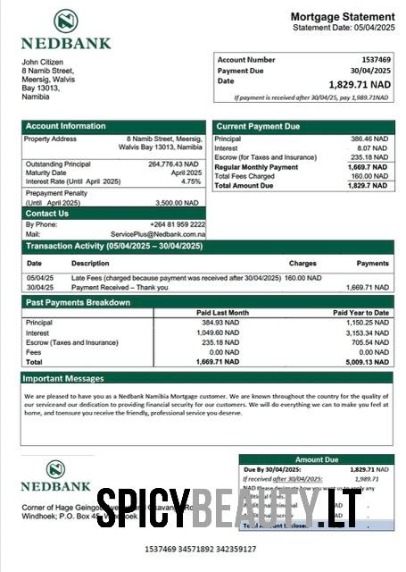 NEDBANK
Mortgage Statement
Statement Date: 05/04/2025
John Citizen
8 Namib Street,
Meersig, Walvis
Bay 13013,
Namibia
Account Number 1537469
Payment Due 30/04/2025
Date
1,829.71 NAD
If payment is received after 30/04/25, pay 1,989.71NAD
Account Information
Property Address 8 Namib Street, Meersig,
Walvis Bay 13013, Namibia
Outstanding Principal 264,776.43 NAD
Maturity Date April 2025
Interest Rate (Until April 2025) 4.75%
Prepayment Penalty
(Until April 2025) 3,500.00 NAD
Contact Us
By Phone: +264 81 959 2222
Mail: ServicePlus@Nedbank.com.na
Current Payment Due
Principal 386.46 NAD
Interest 8.07 NAD
Escrow (for Taxes and Insurance) 235.18 NAD
Regular Monthly Payment 1,669.7 NAD
Total Fees Charged 160.00 NAD
Total Amount Due 1,829.7 NAD
Transaction Activity (05/04/2025 – 30/04/2025)
Date Description Charges Payments
05/04/25 Late Fees (charged because payment was received after 30/04/2025) 160.00 NAD
30/04/25 Payment Received – Thank you 1,669.71 NAD
Past Payments Breakdown
Paid Last Month Paid Year to Date
Principal 384.93 NAD 1,150.25 NAD
Interest 1,049.60 NAD 3,153.34 NAD
Escrow (Taxes and Insurance) 235.18 NAD 705.54 NAD
Fees 0.00 NAD 0.00 NAD
Total 1,669.71 NAD 5,009.13 NAD
Important Messages
We are pleased to have you as a Nedbank Namibia Mortgage customer. We are known throughout the country for the quality of
our serviceand our dedication to providing financial security for our customers. We will do everything we can to make you feel at
home, and toensure you receive the friendly, professional service you deserve.
NEDBANK
Corner of Hage Geingob
Windhoek; P.O. Box
Amount Due
Due By 30/04/2025: 1,829.71 NAD
If received after 30/04/25: 1,989.71
NAD
SPICYBEAUTY.LT
1537469 34571892 342359127